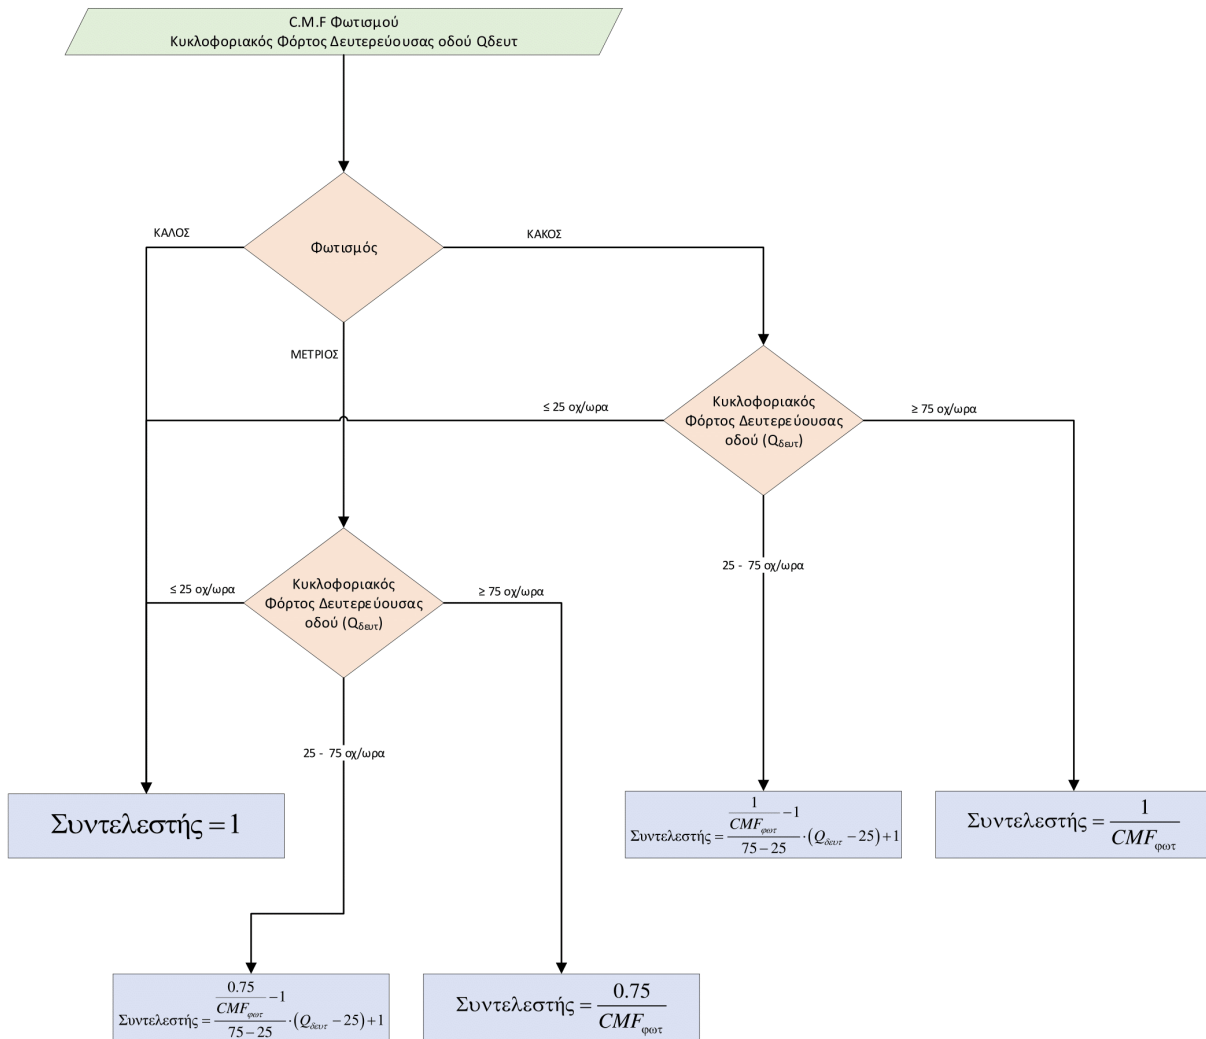 C.M.F Φωτισμού
Κυκλοφοριακός Φόρτος Δευτερεύουσας οδού Qδευτ
Φωτισμός
ΚΑΛΟΣ
ΚΑΚΟΣ
ΜΕΤΡΙΟΣ
Κυκλοφοριακός
Φόρτος Δευτερεύουσας
οδού (Qδευτ)
≤ 25 οχ/ωρα
≥ 75 οχ/ωρα
25 - 75 οχ/ωρα
Κυκλοφοριακός
Φόρτος Δευτερεύουσας
οδού (Qδευτ)
≤ 25 οχ/ωρα
≥ 75 οχ/ωρα
25 - 75 οχ/ωρα
Συντελεστής = 1
Συντελεστής = (1/CMFφωτ − 1)/(75 − 25) · (Qδευτ − 25) + 1
Συντελεστής = 1/CMFφωτ
Συντελεστής = (0.75/CMFφωτ − 1)/(75 − 25) · (Qδευτ − 25) + 1
Συντελεστής = 0.75/CMFφωτ